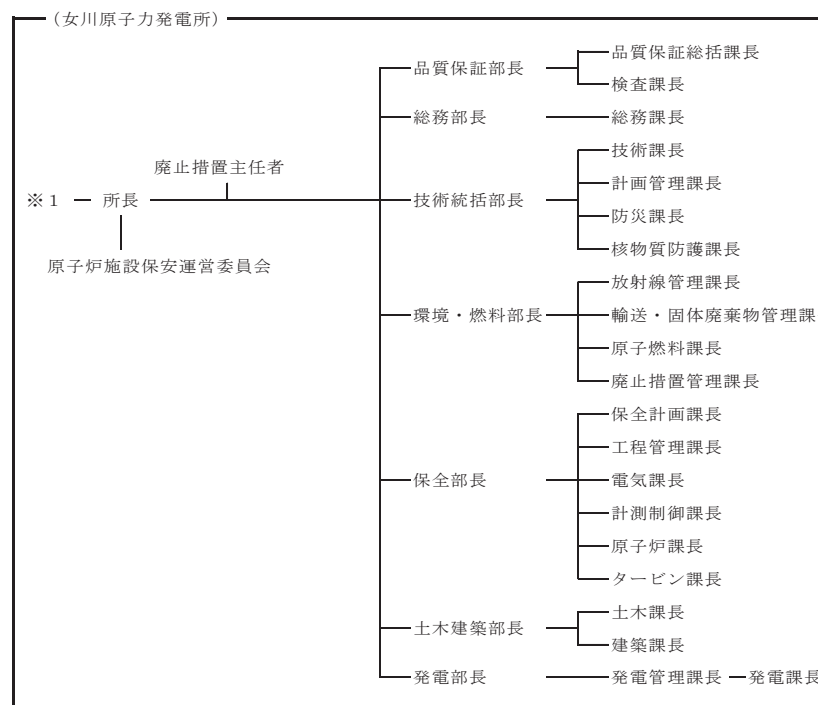 （女川原子力発電所）
品質保証部長
品質保証総括課長
検査課長
総務部長
総務課長
廃止措置主任者
※1
所長
原子炉施設保安運営委員会
技術統括部長
技術課長
計画管理課長
防災課長
核物質防護課長
環境・燃料部長
放射線管理課長
輸送・固体廃棄物管理課
原子燃料課長
廃止措置管理課長
保全部長
保全計画課長
工程管理課長
電気課長
計測制御課長
原子炉課長
タービン課長
土木建築部長
土木課長
建築課長
発電部長
発電管理課長
発電課長